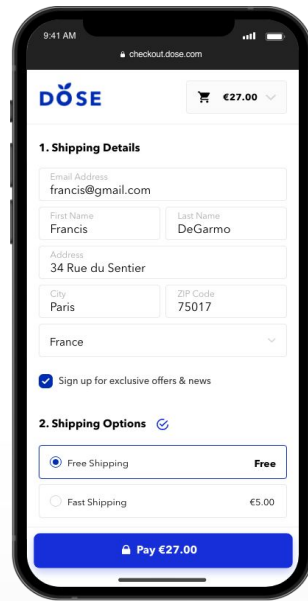 9:41 AM
checkout.dose.com
DOSE
€27.00
1. Shipping Details
Email Address
francis@gmail.com
First Name
Last Name
Francis
DeGarmo
Address
34 Rue du Sentier
City
ZIP Code
Paris
75017
France
Sign up for exclusive offers & news
2. Shipping Options
Free Shipping
Free
Fast Shipping
€5.00
Pay €27.00